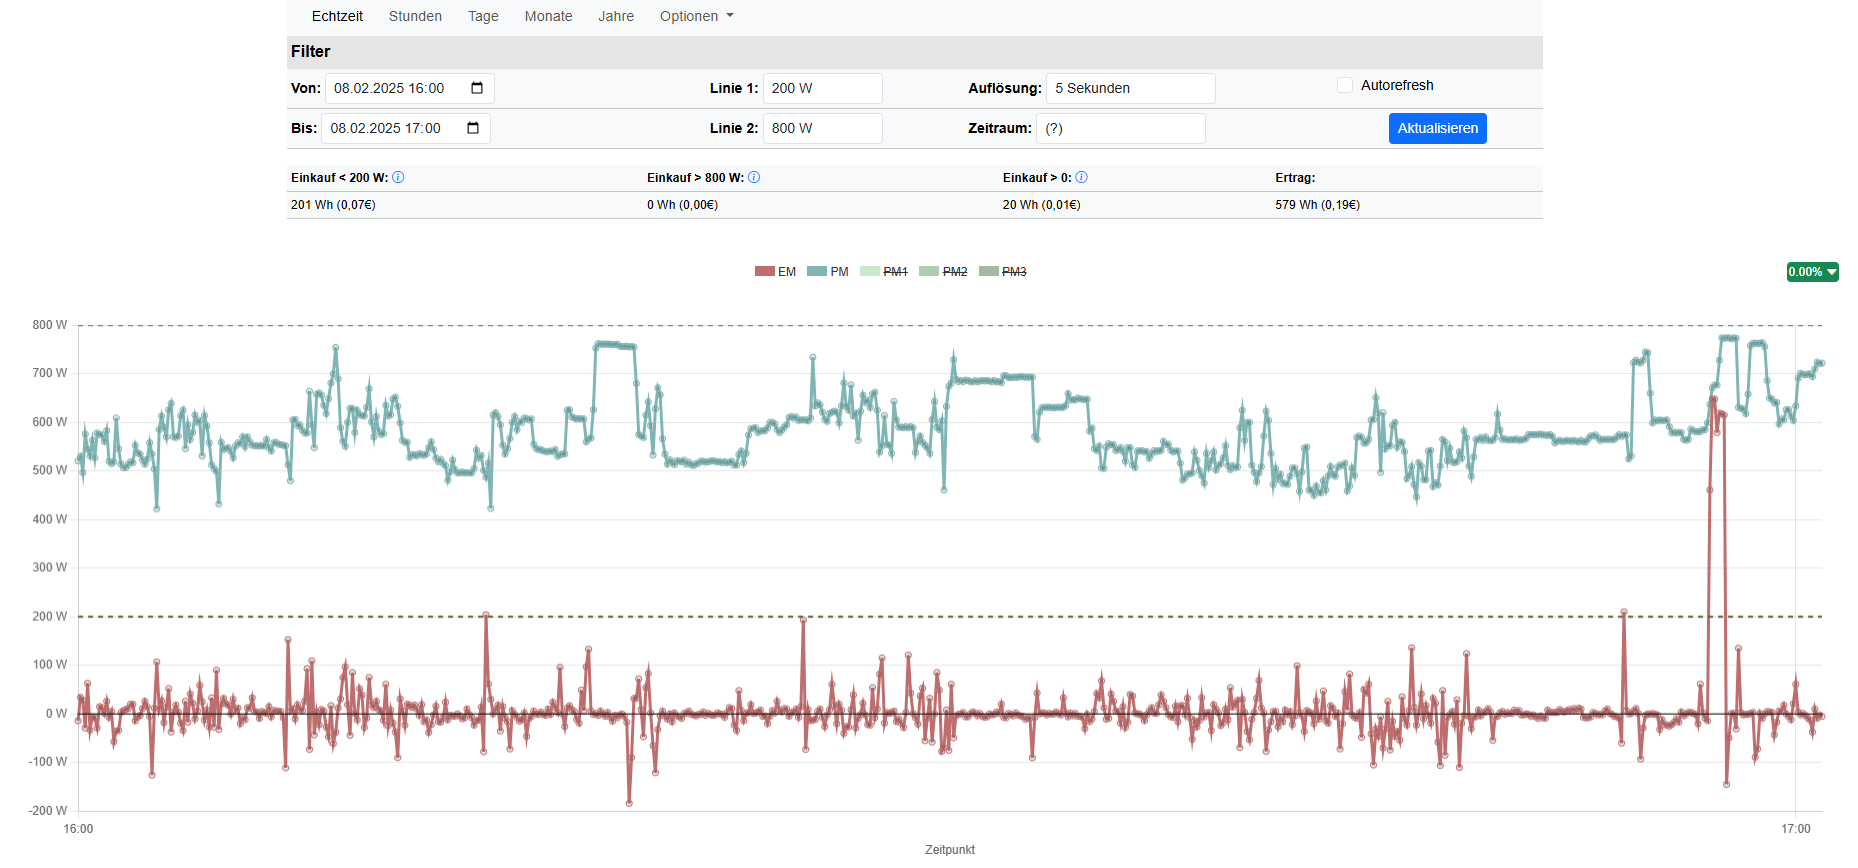 Echtzeit Stunden Tage Monate Jahre Optionen
Filter
Von: 08.02.2025 16:00 Linie 1: 200 W Auflösung: 5 Sekunden Autorefresh
Bis: 08.02.2025 17:00 Linie 2: 800 W Zeitraum: (?) Aktualisieren
Einkauf < 200 W: Einkauf > 800 W: Einkauf > 0: Ertrag:
201 Wh (0,07€) 0 Wh (0,00€) 20 Wh (0,01€) 579 Wh (0,19€)
EM PM PM1 PM2 PM3 0.00%
800 W
700 W
600 W
500 W
400 W
300 W
200 W
100 W
0 W
-100 W
-200 W
16:00 17:00
Zeitpunkt